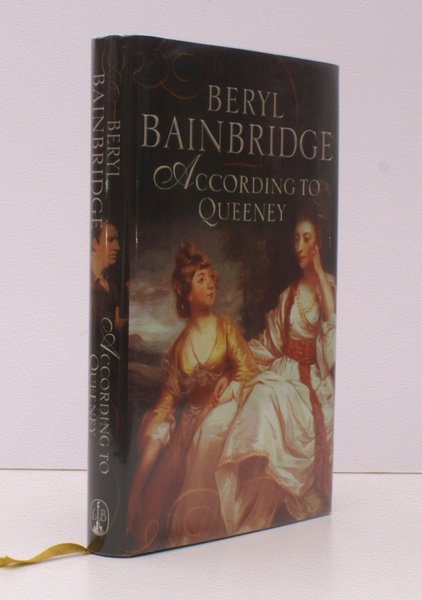 BERYL
BAINBRIDGE
ACCORDING TO
QUEENEY
BERYL
BAINBRIDGE
ACCORDING TO
QUEENEY
L B